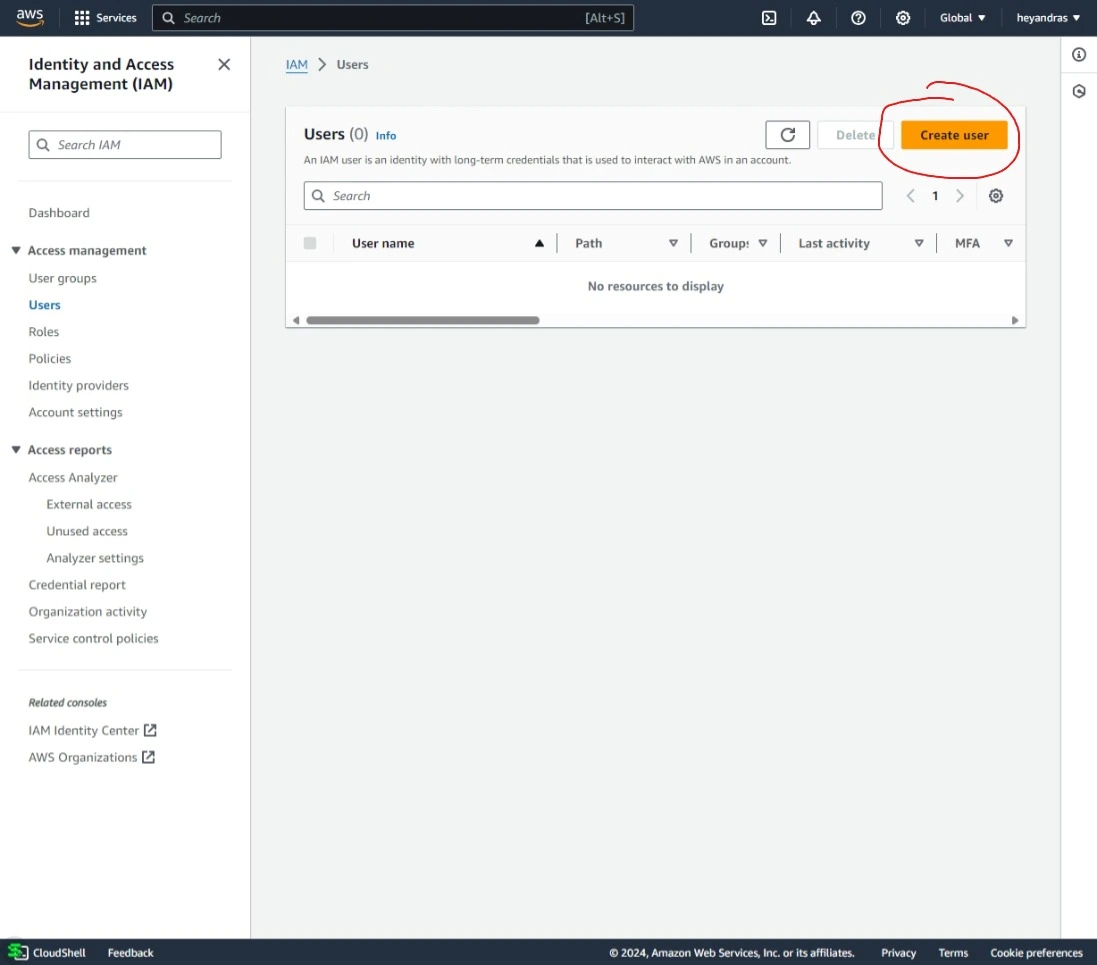 aws
Services
Search [Alt+S]
Global
heyandras
Identity and Access
Management (IAM)
Search IAM
Dashboard
Access management
User groups
Users
Roles
Policies
Identity providers
Account settings
Access reports
Access Analyzer
External access
Unused access
Analyzer settings
Credential report
Organization activity
Service control policies
Related consoles
IAM Identity Center
AWS Organizations
IAM > Users
Users (0) Info
Delete
Create user
An IAM user is an identity with long-term credentials that is used to interact with AWS in an account.
Search
1
User name Path Groups Last activity MFA
No resources to display
CloudShell Feedback © 2024, Amazon Web Services, Inc. or its affiliates. Privacy Terms Cookie preferences